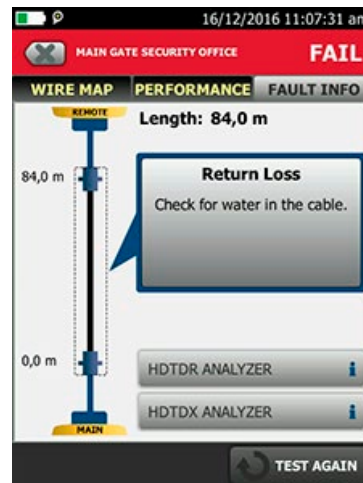 16/12/2016 11:07:31 am
MAIN GATE SECURITY OFFICE
FAIL
WIRE MAP
PERFORMANCE
FAULT INFO
REMOTE
Length: 84,0 m
84,0 m
Return Loss
Check for water in the cable.
0,0 m
HDTDR ANALYZER
HDTDX ANALYZER
MAIN
TEST AGAIN